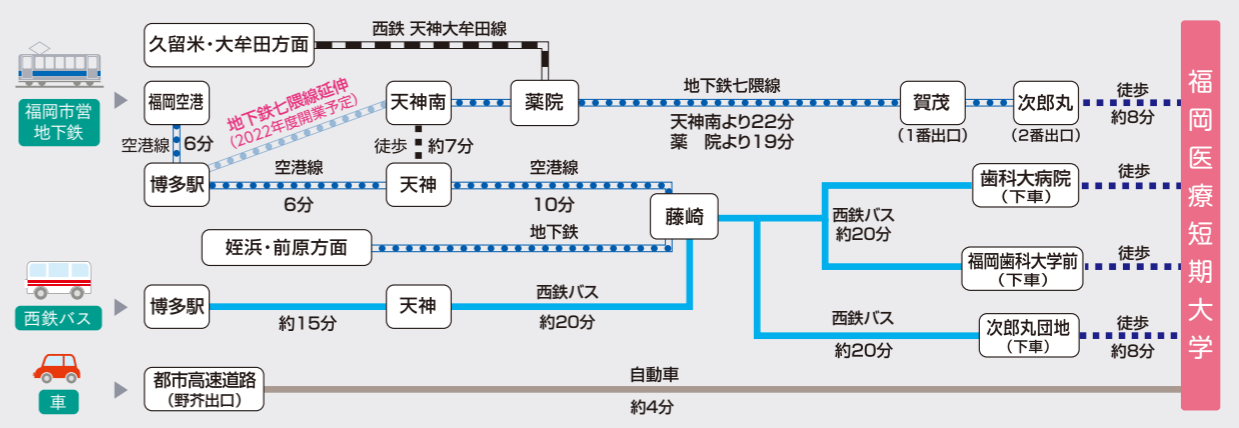 久留米・大牟田方面
西鉄 天神大牟田線
福岡市営
地下鉄
福岡空港
地下鉄七隈線延伸
(2022年度開業予定)
天神南
薬院
地下鉄七隈線
天神南より22分
薬　院より19分
賀茂
(1番出口)
次郎丸
(2番出口)
徒歩
約8分
空港線
6分
徒歩
約7分
博多駅
空港線
6分
天神
空港線
10分
藤崎
姪浜・前原方面
地下鉄
西鉄バス
約20分
歯科大病院
(下車)
徒歩
福岡歯科大学前
(下車)
徒歩
西鉄バス
博多駅
約15分
天神
西鉄バス
約20分
西鉄バス
約20分
次郎丸団地
(下車)
徒歩
約8分
車
都市高速道路
(野芥出口)
自動車
約4分
福岡医療短期大学